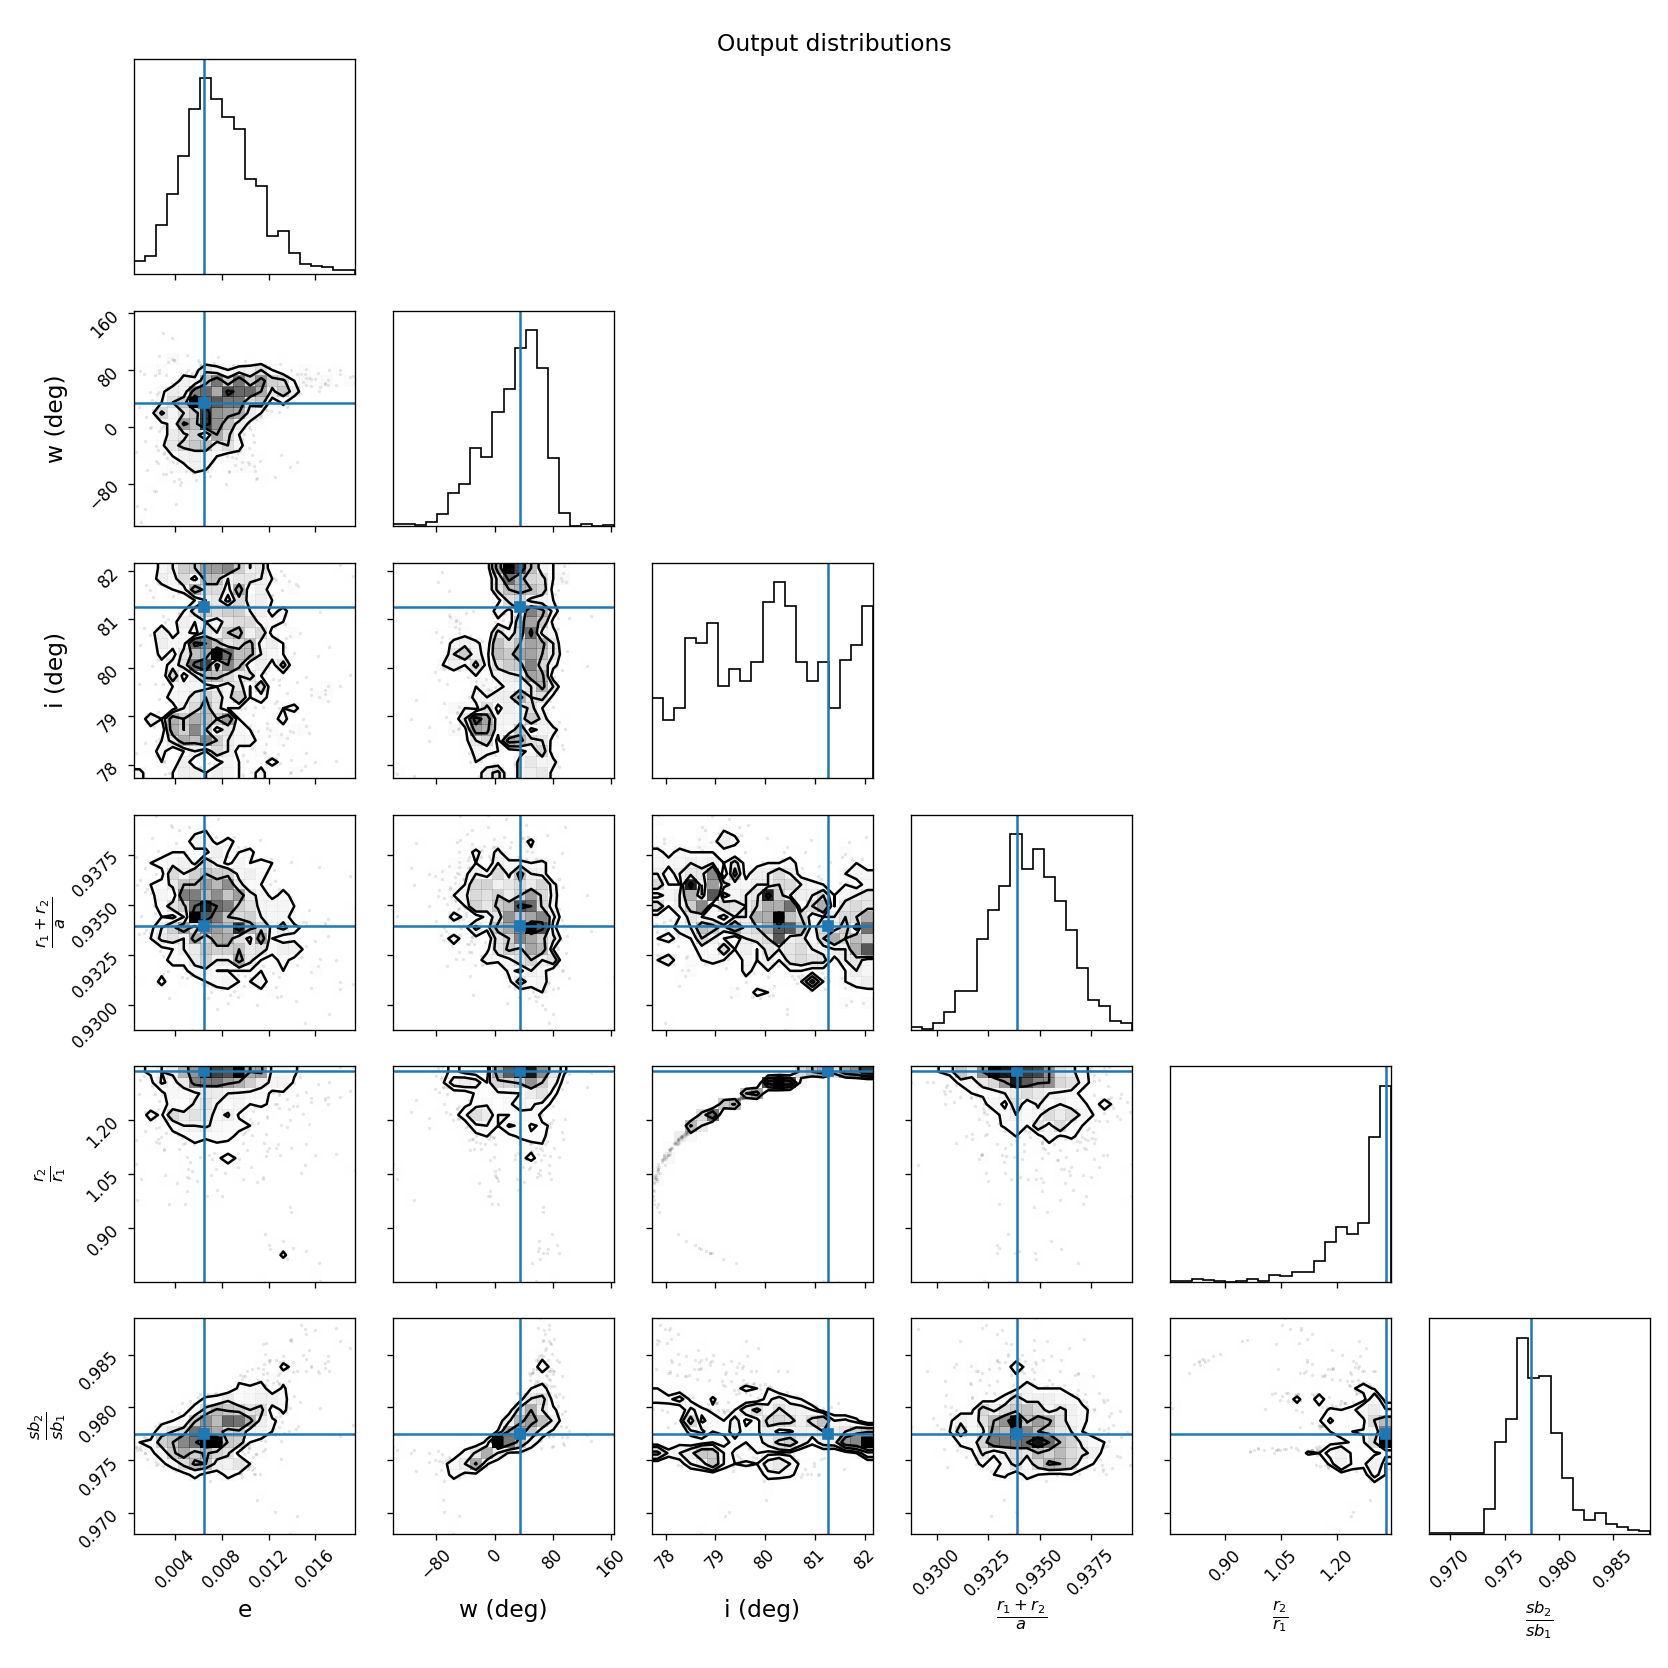 Output distributions
w (deg)
160
80
0
−80
i (deg)
82
81
80
79
78
r₁ + r₂
a
0.9375
0.9350
0.9325
0.9300
r₂
r₁
1.20
1.05
0.90
sb₂
sb₁
0.985
0.980
0.975
0.970
0.004 0.008 0.012 0.016
−80 0 80 160
78 79 80 81 82
0.9300 0.9325 0.9350 0.9375
0.90 1.05 1.20
0.970 0.975 0.980 0.985
e
w (deg)
i (deg)
r₁ + r₂
a
r₂
r₁
sb₂
sb₁